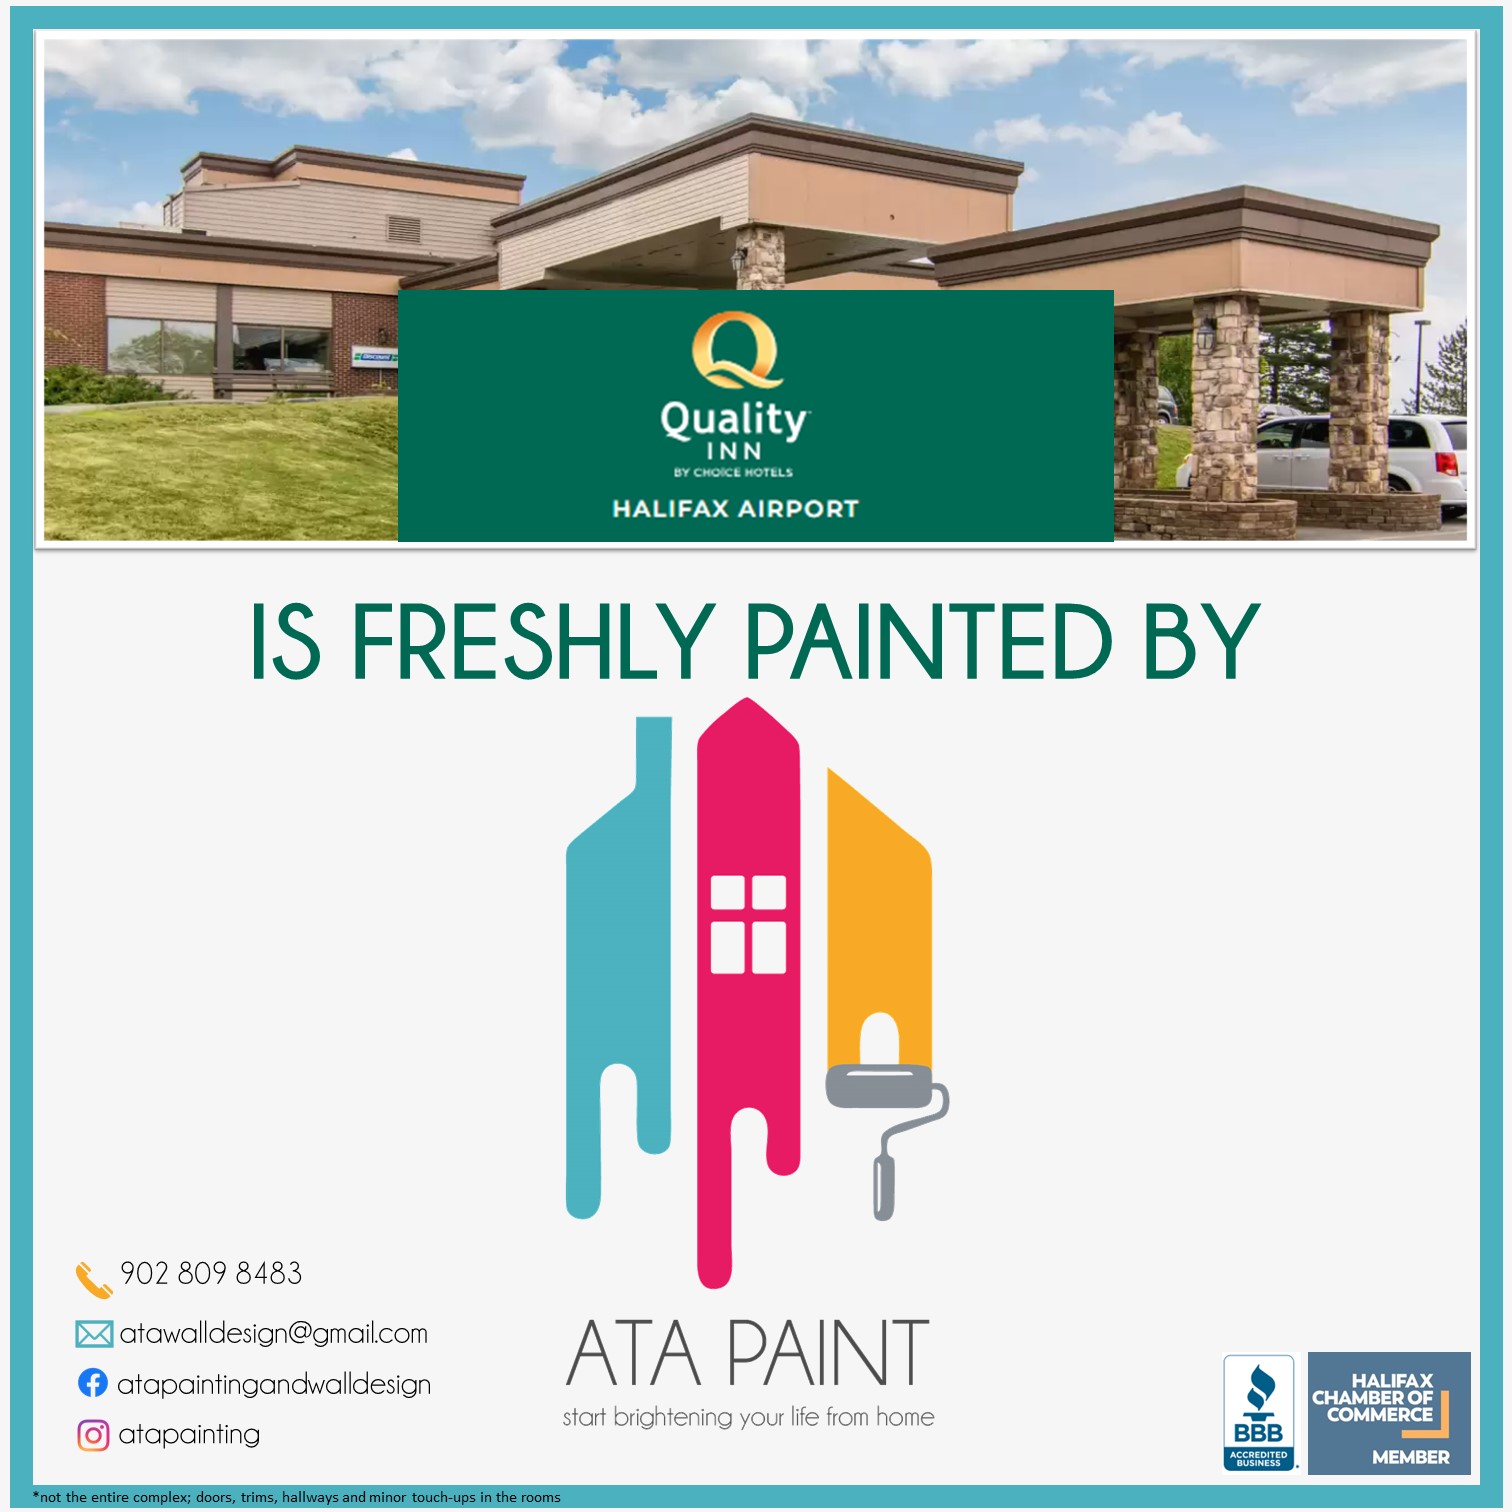 Discount
Quality
INN
BY CHOICE HOTELS
HALIFAX AIRPORT
IS FRESHLY PAINTED BY
902 809 8483
atawalldesign@gmail.com
atapaintingandwalldesign
atapainting
ATA PAINT
start brightening your life from home
BBB
ACCREDITED
BUSINESS
HALIFAX
CHAMBER OF
COMMERCE
MEMBER
*not the entire complex; doors, trims, hallways and minor touch-ups in the rooms